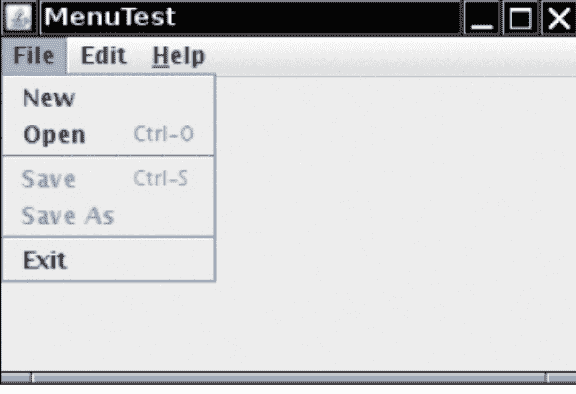 MenuTest
File Edit Help
New
Open Ctrl-O
Save Ctrl-S
Save As
Exit